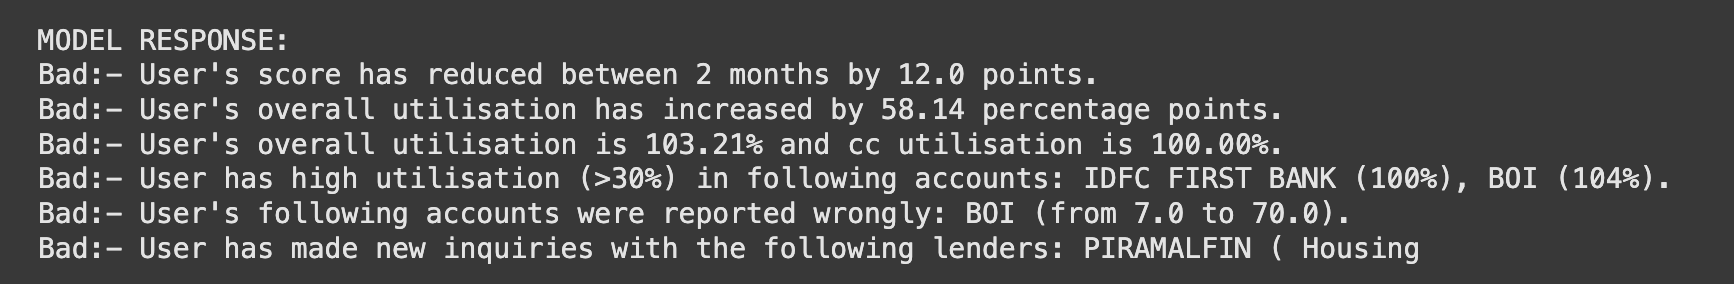 MODEL RESPONSE:
Bad:- User's score has reduced between 2 months by 12.0 points.
Bad:- User's overall utilisation has increased by 58.14 percentage points.
Bad:- User's overall utilisation is 103.21% and cc utilisation is 100.00%.
Bad:- User has high utilisation (>30%) in following accounts: IDFC FIRST BANK (100%), BOI (104%).
Bad:- User's following accounts were reported wrongly: BOI (from 7.0 to 70.0).
Bad:- User has made new inquiries with the following lenders: PIRAMALFIN ( Housing